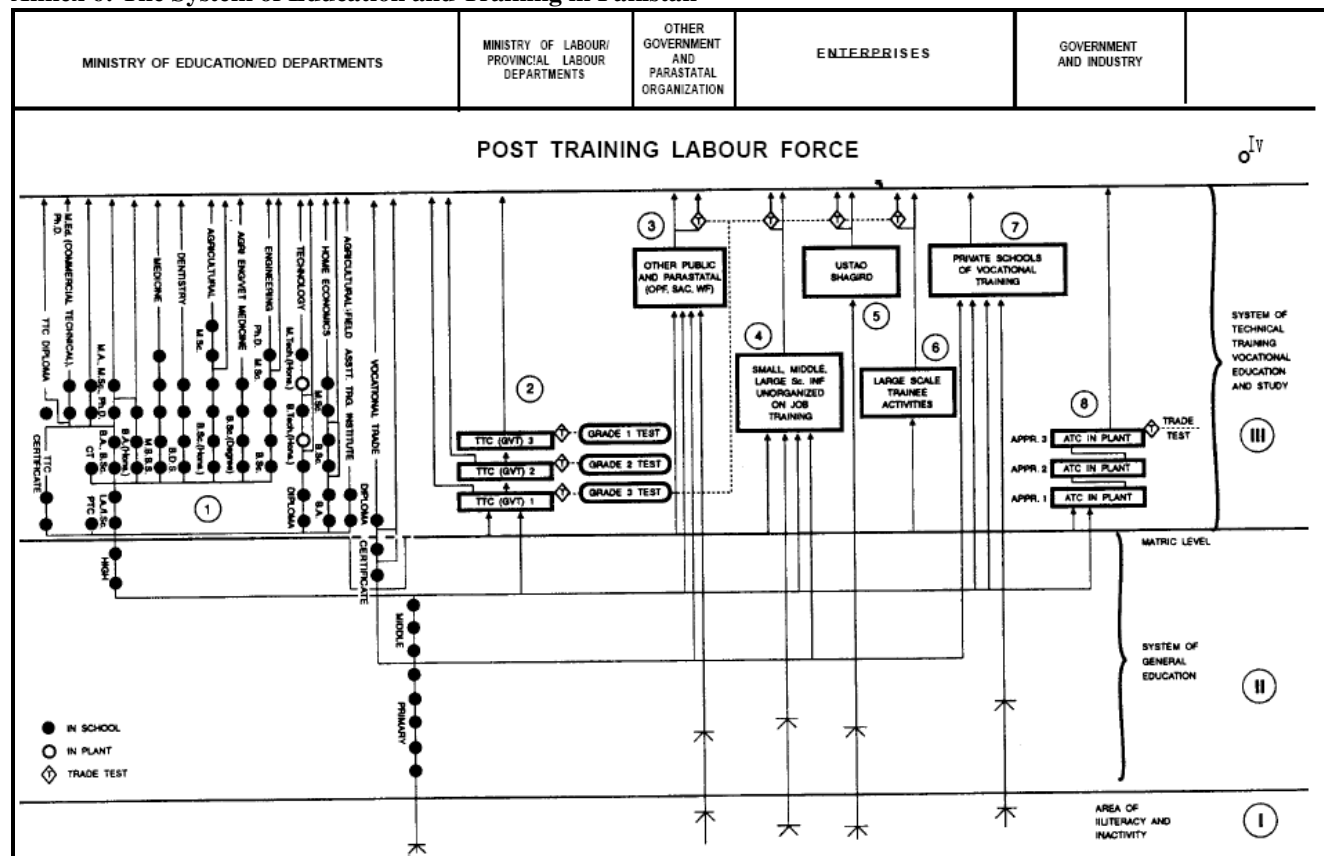 Annex 6: The System of Education and Training in Pakistan
MINISTRY OF EDUCATION/ED DEPARTMENTS
MINISTRY OF LABOUR/
PROVINCIAL LABOUR
DEPARTMENTS
OTHER
GOVERNMENT
AND
PARASTATAL
ORGANIZATION
ENTERPRISES
GOVERNMENT
AND INDUSTRY
POST TRAINING LABOUR FORCE
IV
TTC DIPLOMA
M.Ed. (COMMERCIAL TECHNICAL),
Ph.D.
M.A., M.Sc., Ph.D.
MEDICINE
DENTISTRY
AGRICULTURAL
M.Sc.
AGRI ENG/VET MEDICINE
ENGINEERING
Ph.D. M.Sc.
TECHNOLOGY
M.Tech.(Hons.)
HOME ECONOMICS
M.Sc.
AGRICULTURAL/FIELD ASSTT. TRG. INSTITUTE
VOCATIONAL TRADE
TTC
CERTIFICATE
CT
PTC
B.A., B.Sc.
B.A.(Hons.)
M.B.B.S.
B.D.S.
B.Sc.(Hons.)
B.Sc.(Degree)
B.Sc.
B.Tech.(Hons.)
DIPLOMA
B.Sc.
B.A.
DIPLOMA
CERTIFICATE
HIGH
MIDDLE
PRIMARY
1
2
TTC (GVT) 3
T
GRADE 1 TEST
TTC (GVT) 2
T
GRADE 2 TEST
TTC (GVT) 1
T
GRADE 3 TEST
T
T
T
T
3
OTHER PUBLIC
AND PARASTATAL
(OPF, SAC, WF)
4
SMALL, MIDDLE,
LARGE Sc. INF
UNORGANIZED
ON JOB
TRAINING
USTAO
SHAGIRD
5
6
LARGE SCALE
TRAINEE
ACTIVITIES
7
PRIVATE SCHOOLS
OF VOCATIONAL
TRAINING
8
T
TRADE
TEST
APPR. 3
ATC IN PLANT
APPR. 2
ATC IN PLANT
APPR. 1
ATC IN PLANT
SYSTEM OF
TECHNICAL
TRAINING
VOCATIONAL
EDUCATION
AND STUDY
III
MATRIC LEVEL
SYSTEM OF
GENERAL
EDUCATION
II
IN SCHOOL
IN PLANT
T
TRADE TEST
AREA OF
ILITERACY AND
INACTIVITY
I